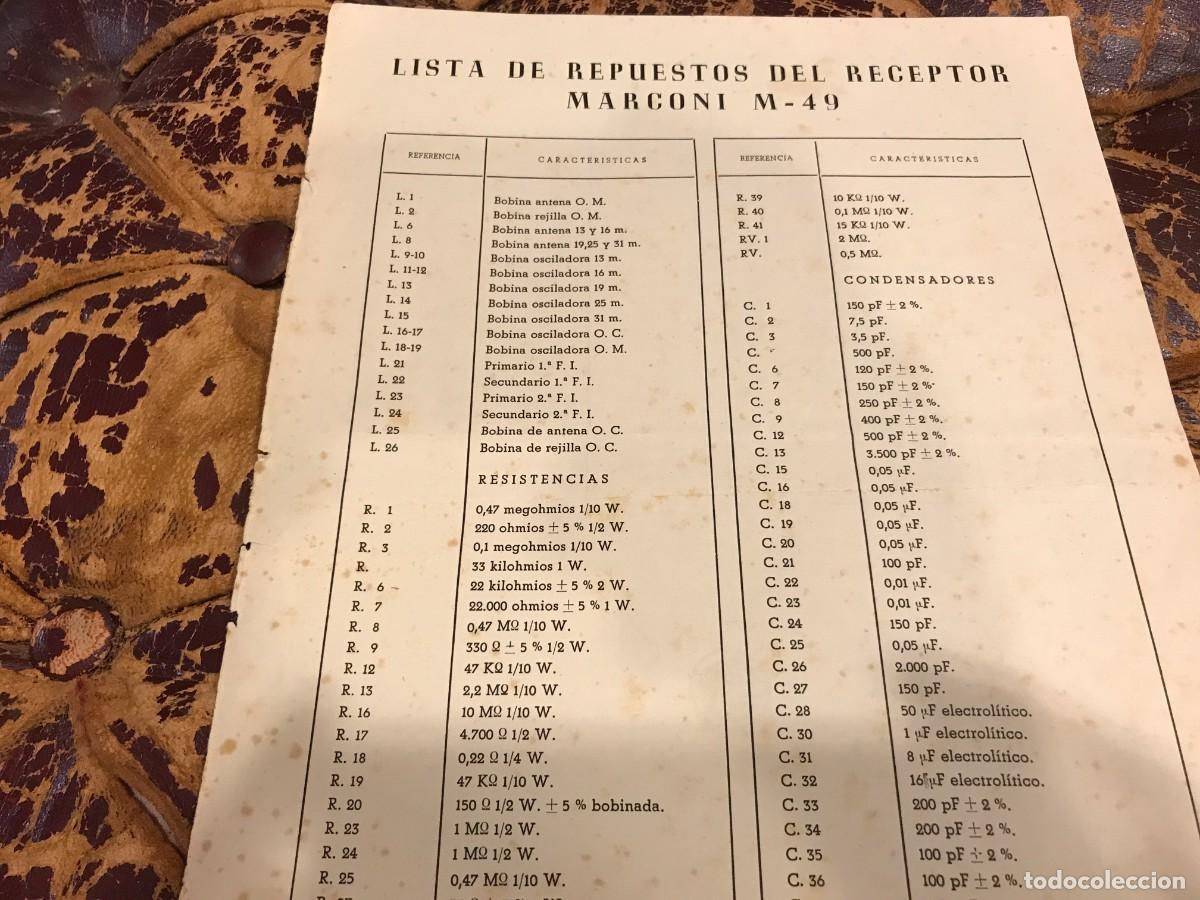 LISTA DE REPUESTOS DEL RECEPTOR
MARCONI M-49
REFERENCIA CARACTERISTICAS
L. 1 Bobina antena O. M.
L. 2 Bobina rejilla O. M.
L. 6 Bobina antena 13 y 16 m.
L. 8 Bobina antena 19,25 y 31 m.
L. 9-10 Bobina osciladora 13 m.
L. 11-12 Bobina osciladora 16 m.
L. 13 Bobina osciladora 19 m.
L. 14 Bobina osciladora 25 m.
L. 15 Bobina osciladora 31 m.
L. 16-17 Bobina osciladora O. C.
L. 18-19 Bobina osciladora O. M.
L. 21 Primario 1.ª F. I.
L. 22 Secundario 1.ª F. I.
L. 23 Primario 2.ª F. I.
L. 24 Secundario 2.ª F. I.
L. 25 Bobina de antena O. C.
L. 26 Bobina de rejilla O. C.
RESISTENCIAS
R. 1 0,47 megohmios 1/10 W.
R. 2 220 ohmios ± 5 % 1/2 W.
R. 3 0,1 megohmios 1/10 W.
R. 33 kilohmios 1 W.
R. 6 22 kilohmios ± 5 % 2 W.
R. 7 22.000 ohmios ± 5 % 1 W.
R. 8 0,47 MΩ 1/10 W.
R. 9 330 Ω ± 5 % 1/2 W.
R. 12 47 KΩ 1/10 W.
R. 13 2,2 MΩ 1/10 W.
R. 16 10 MΩ 1/10 W.
R. 17 4.700 Ω 1/2 W.
R. 18 0,22 Ω 1/4 W.
R. 19 47 KΩ 1/10 W.
R. 20 150 Ω 1/2 W. ± 5 % bobinada.
R. 23 1 MΩ 1/2 W.
R. 24 1 MΩ 1/2 W.
R. 25 0,47 MΩ 1/10 W.
REFERENCIA CARACTERISTICAS
R. 39 10 KΩ 1/10 W.
R. 40 0,1 MΩ 1/10 W.
R. 41 15 KΩ 1/10 W.
RV. 1 2 MΩ.
RV. 0,5 MΩ.
CONDENSADORES
C. 1 150 pF ± 2 %.
C. 2 7,5 pF.
C. 3 3,5 pF.
C. 500 pF.
C. 6 120 pF ± 2 %.
C. 7 150 pF ± 2 %.
C. 8 250 pF ± 2 %.
C. 9 400 pF ± 2 %.
C. 12 500 pF ± 2 %.
C. 13 3.500 pF ± 2 %.
C. 15 0,05 µF.
C. 16 0,05 µF.
C. 18 0,05 µF.
C. 19 0,05 µF.
C. 20 0,05 µF.
C. 21 100 pF.
C. 22 0,01 µF.
C. 23 0,01 µF.
C. 24 150 pF.
C. 25 0,05 µF.
C. 26 2.000 pF.
C. 27 150 pF.
C. 28 50 µF electrolítico.
C. 30 1 µF electrolítico.
C. 31 8 µF electrolítico.
C. 32 16 µF electrolítico.
C. 33 200 pF ± 2 %.
C. 34 200 pF ± 2 %.
C. 35 100 pF ± 2 %.
C. 36 100 pF ± 2 %.
todocoleccion